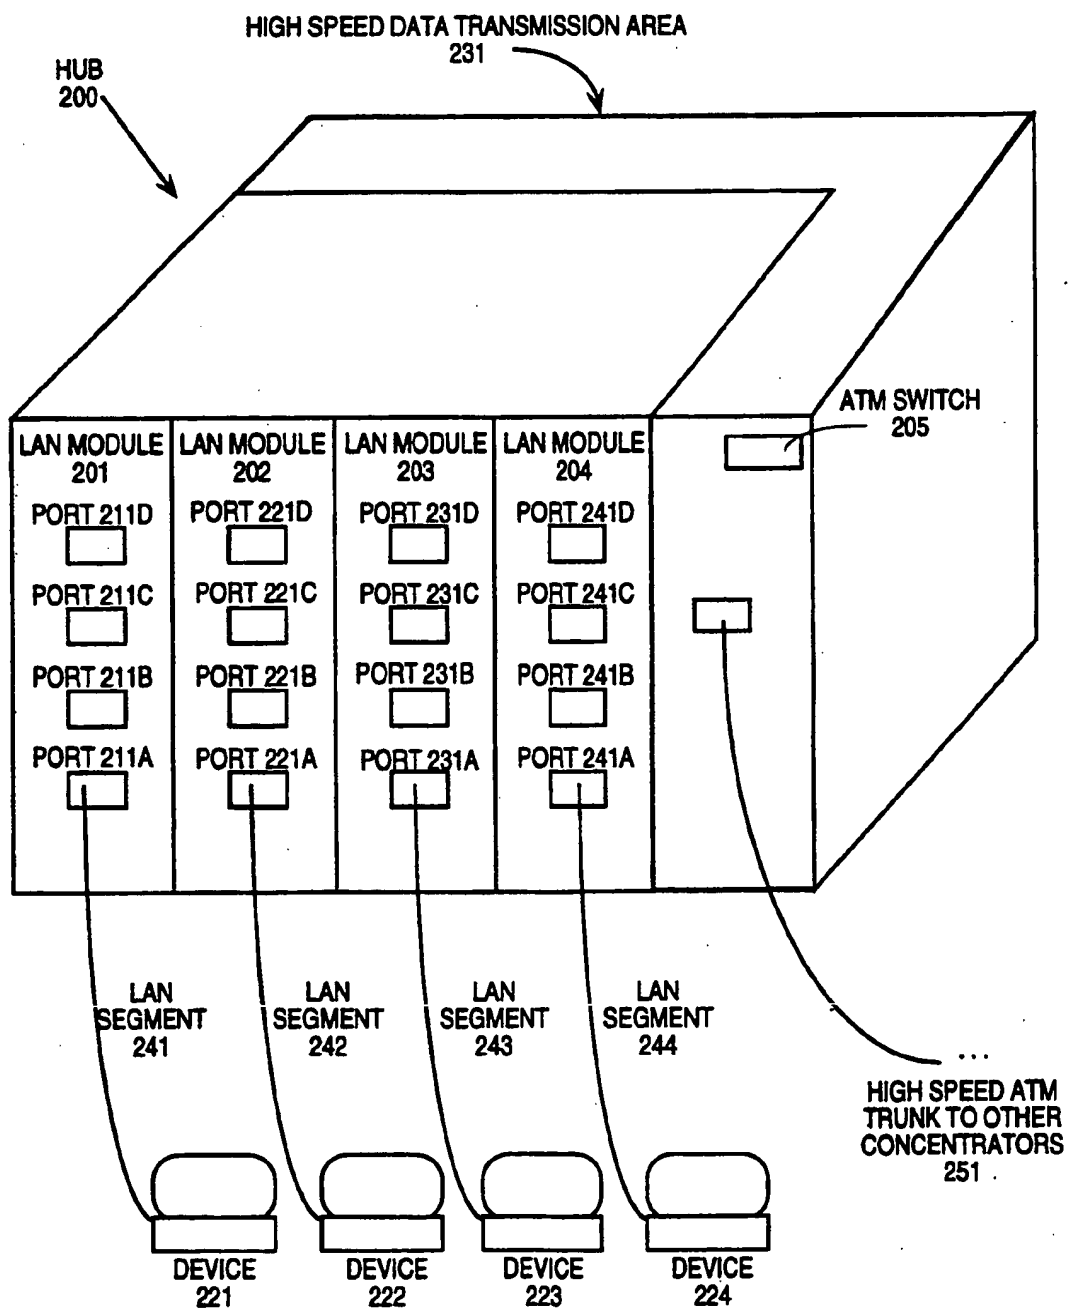 HIGH SPEED DATA TRANSMISSION AREA
231
HUB
200
ATM SWITCH
205
LAN MODULE
201
PORT 211D
PORT 211C
PORT 211B
PORT 211A
LAN MODULE
202
PORT 221D
PORT 221C
PORT 221B
PORT 221A
LAN MODULE
203
PORT 231D
PORT 231C
PORT 231B
PORT 231A
LAN MODULE
204
PORT 241D
PORT 241C
PORT 241B
PORT 241A
LAN
SEGMENT
241
LAN
SEGMENT
242
LAN
SEGMENT
243
LAN
SEGMENT
244
...
HIGH SPEED ATM
TRUNK TO OTHER
CONCENTRATORS
251
DEVICE
221
DEVICE
222
DEVICE
223
DEVICE
224